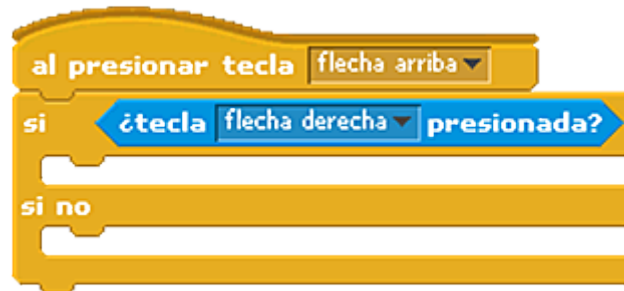 al presionar tecla flecha arriba
si ¿tecla flecha derecha presionada?
si no